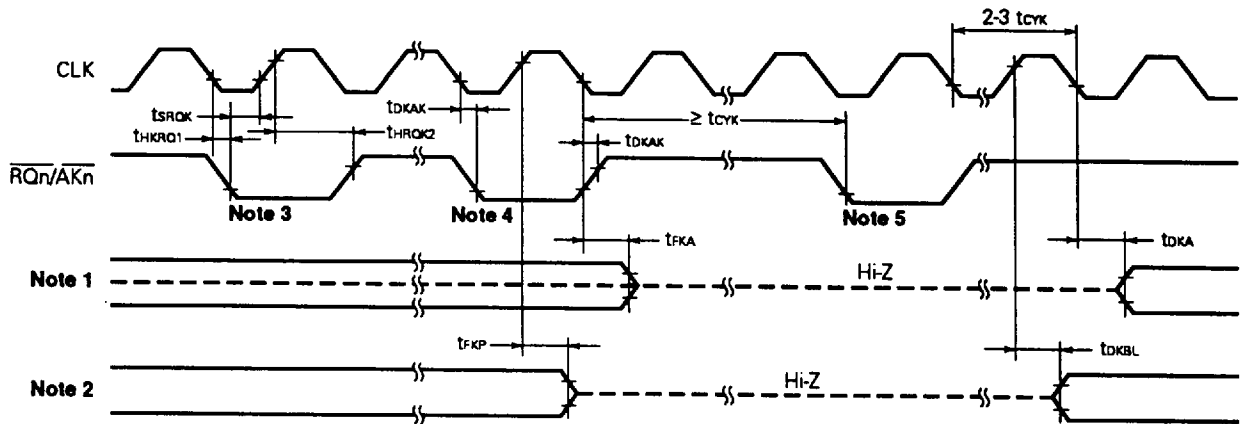 2-3 tCYK
CLK
tSRQK
tDKAK
≥ tCYK
tHKRQ1
tHRQK2
tDKAK
RQn/AKn
Note 3
Note 4
Note 5
tFKA
tDKA
Note 1
Hi-Z
tFKP
tDKBL
Note 2
Hi-Z